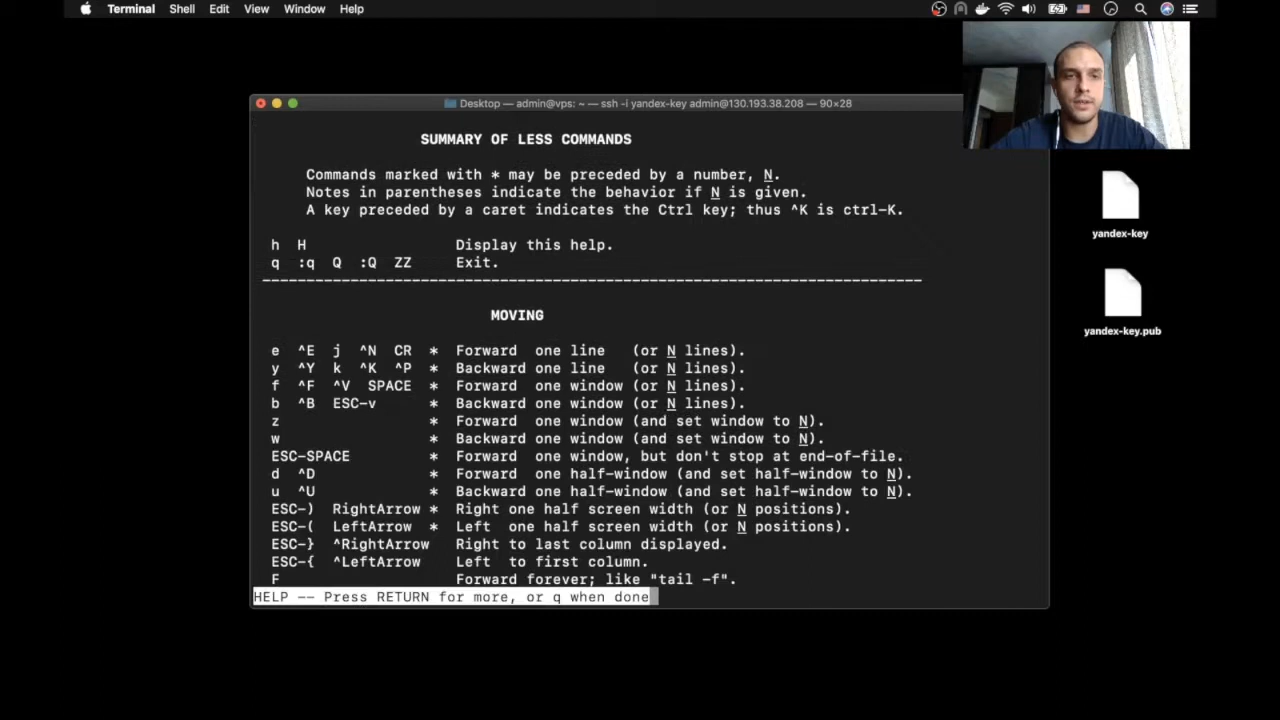 Terminal Shell Edit View Window Help
Desktop — admin@vps: ~ — ssh -i yandex-key admin@130.193.38.208 — 90×28
SUMMARY OF LESS COMMANDS
Commands marked with * may be preceded by a number, N.
Notes in parentheses indicate the behavior if N is given.
A key preceded by a caret indicates the Ctrl key; thus ^K is ctrl-K.
h H Display this help.
q :q Q :Q ZZ Exit.
MOVING
e ^E j ^N CR * Forward one line (or N lines).
y ^Y k ^K ^P * Backward one line (or N lines).
f ^F ^V SPACE * Forward one window (or N lines).
b ^B ESC-v * Backward one window (or N lines).
z * Forward one window (and set window to N).
w * Backward one window (and set window to N).
ESC-SPACE * Forward one window, but don't stop at end-of-file.
d ^D * Forward one half-window (and set half-window to N).
u ^U * Backward one half-window (and set half-window to N).
ESC-) RightArrow * Right one half screen width (or N positions).
ESC-( LeftArrow * Left one half screen width (or N positions).
ESC-} ^RightArrow Right to last column displayed.
ESC-{ ^LeftArrow Left to first column.
F Forward forever; like "tail -f".
HELP -- Press RETURN for more, or q when done
yandex-key
yandex-key.pub